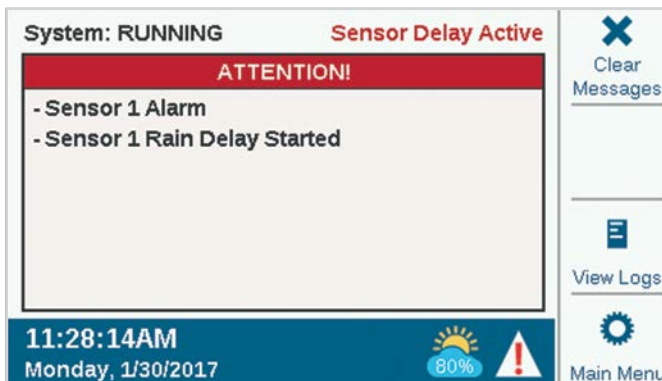 System: RUNNING
Sensor Delay Active
Clear
Messages
ATTENTION!
- Sensor 1 Alarm
- Sensor 1 Rain Delay Started
View Logs
11:28:14AM
Monday, 1/30/2017
80%
!
Main Menu